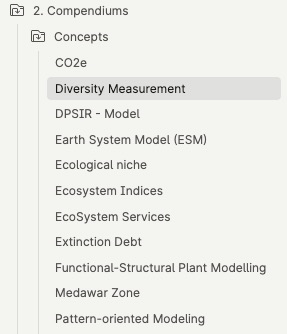 2. Compendiums
Concepts
CO2e
Diversity Measurement
DPSIR - Model
Earth System Model (ESM)
Ecological niche
Ecosystem Indices
EcoSystem Services
Extinction Debt
Functional-Structural Plant Modelling
Medawar Zone
Pattern-oriented Modeling